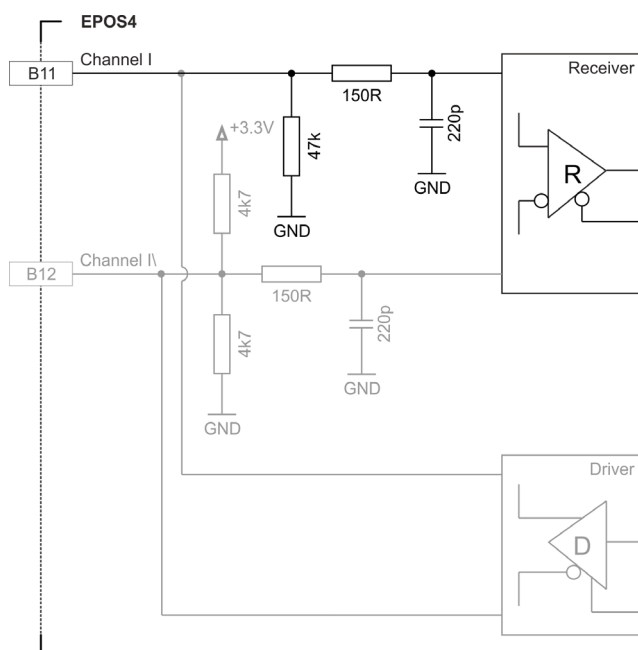 EPOS4
Channel I
B11
150R
47k
220p
GND
GND
Receiver
R
+3.3V
4k7
Channel I\
B12
150R
4k7
220p
GND
GND
Driver
D